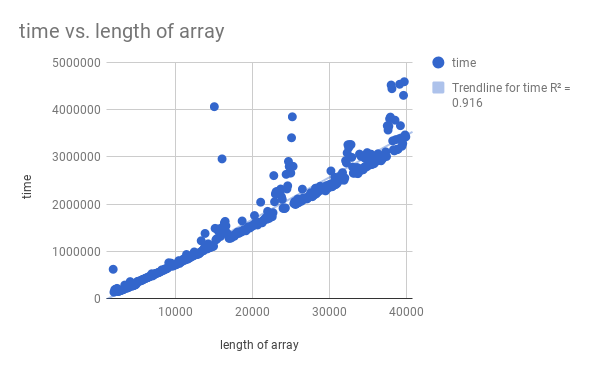 time vs. length of array
5000000
4000000
3000000
2000000
1000000
0
time
10000 20000 30000 40000
length of array
time
Trendline for time R² =
0.916